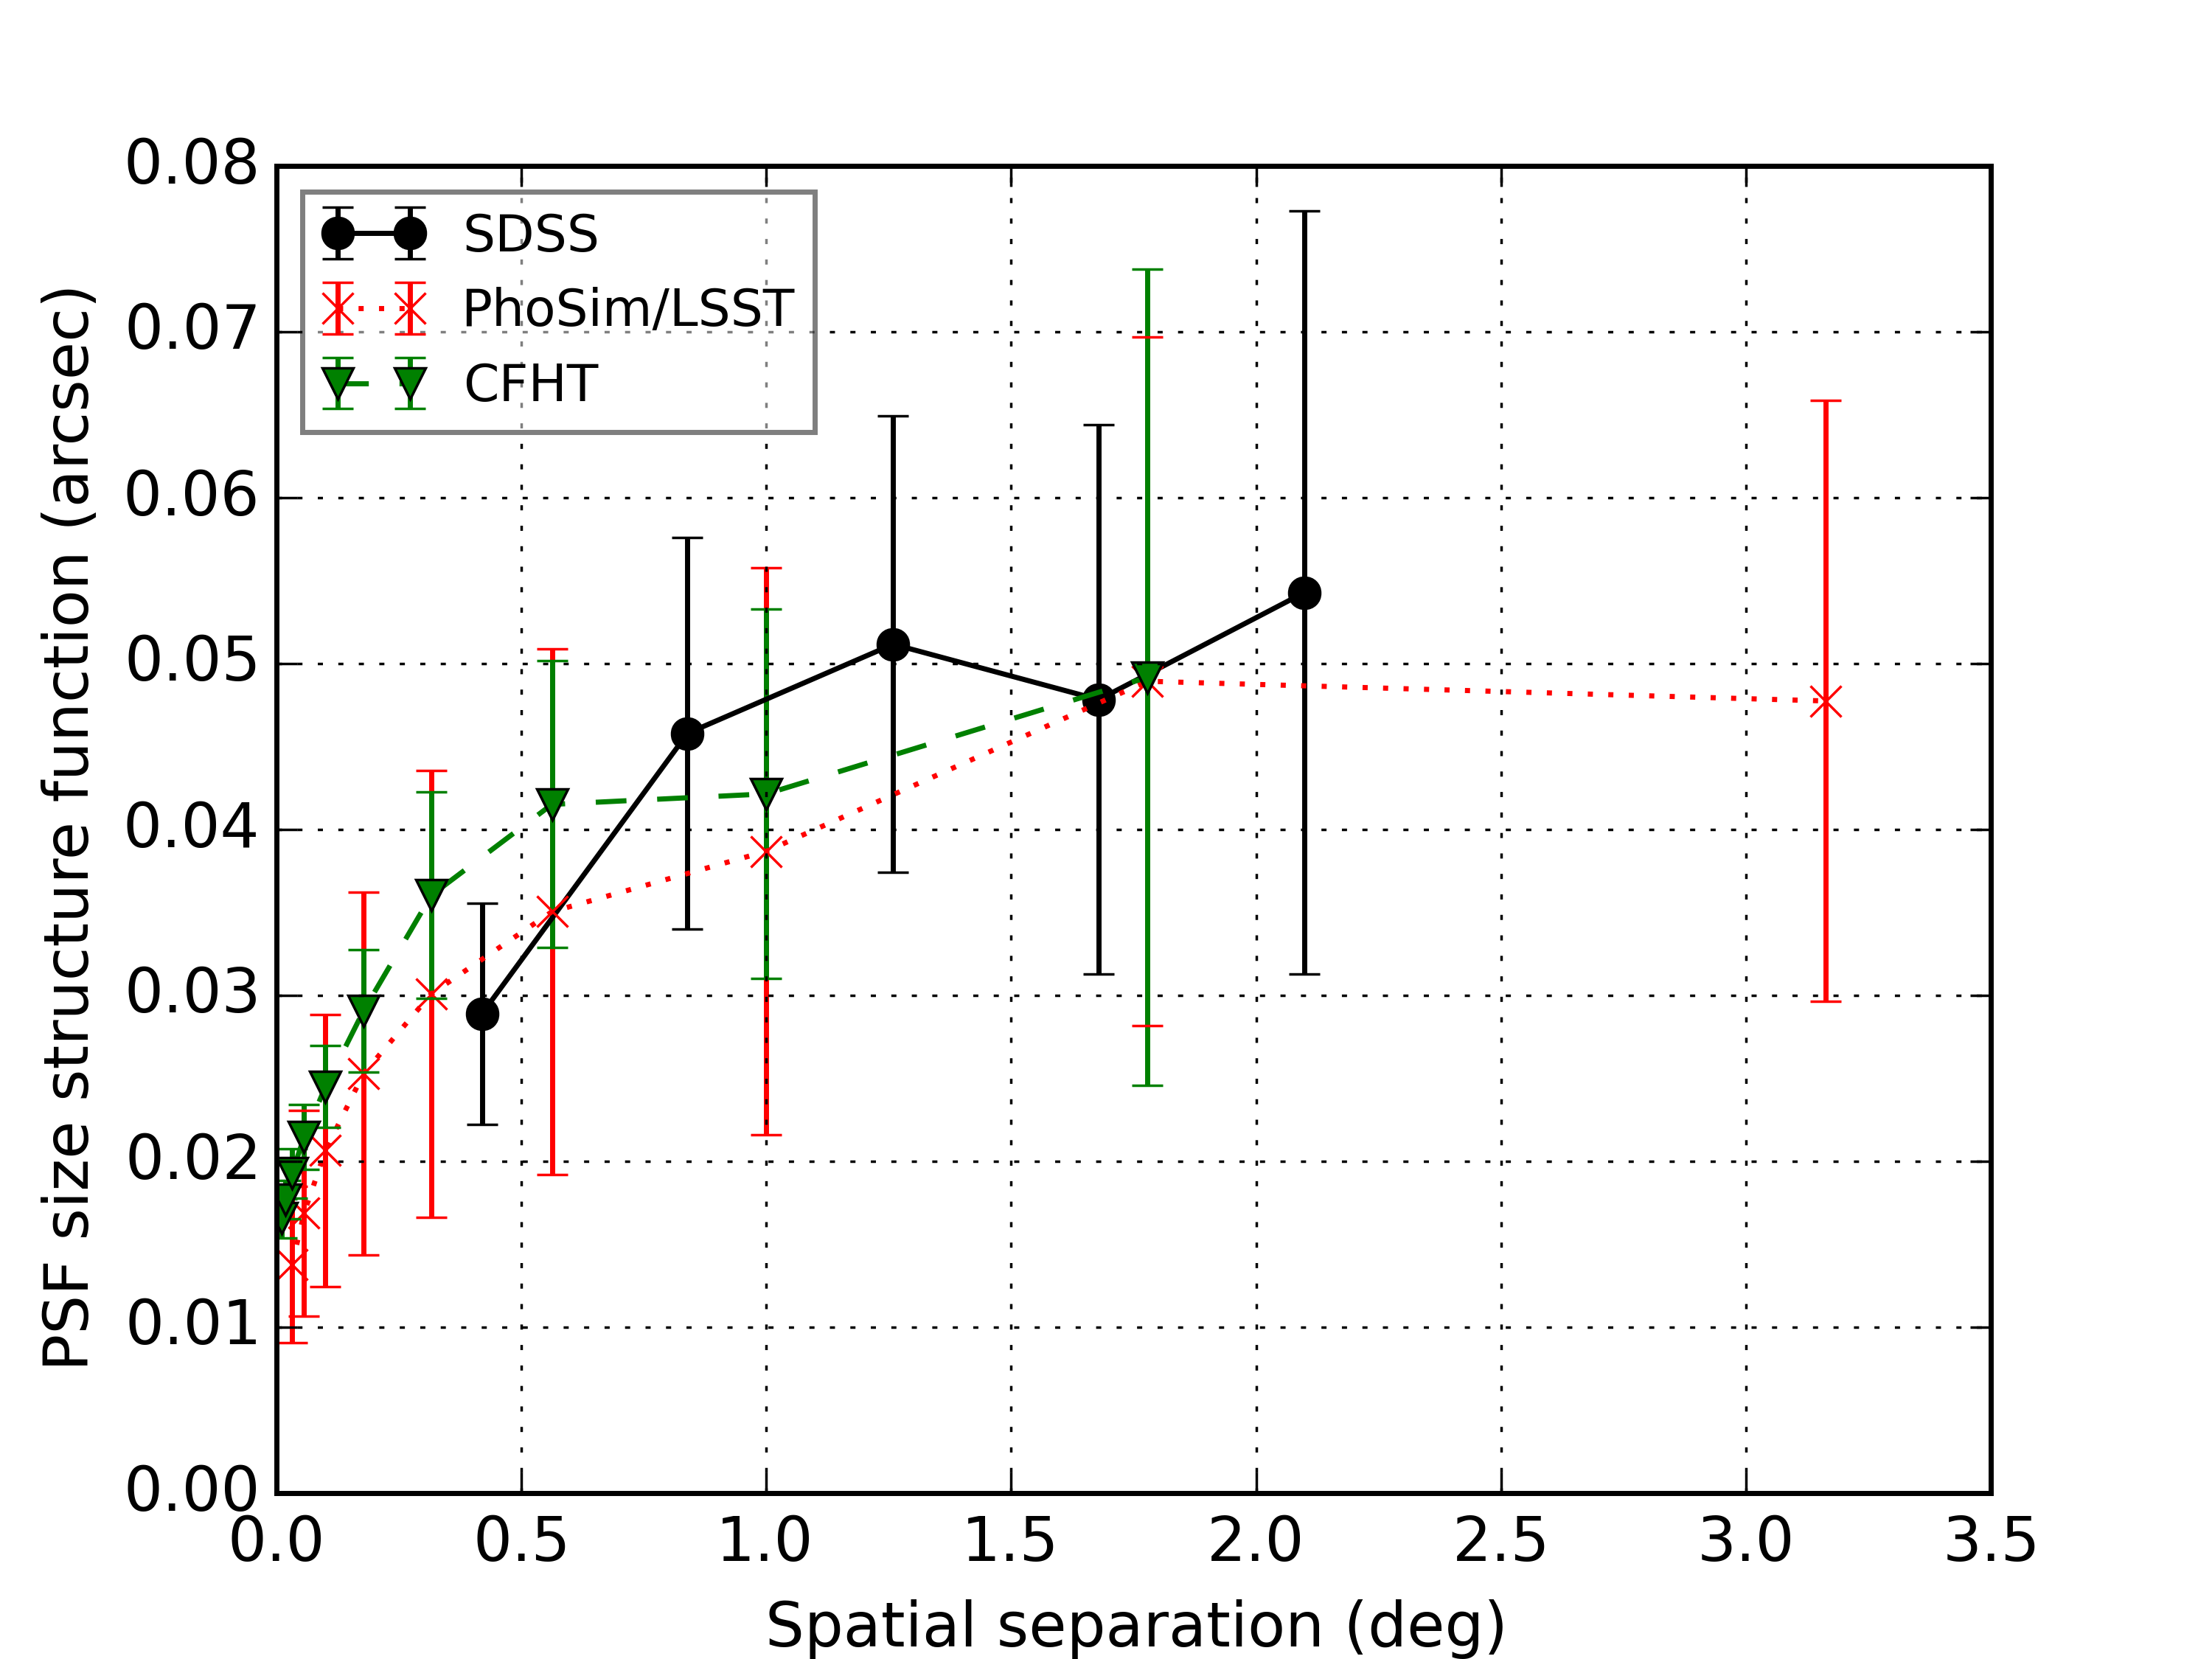 0.08
0.07
0.06
0.05
0.04
0.03
0.02
0.01
0.00
PSF size structure function (arcsec)
SDSS
PhoSim/LSST
CFHT
0.0 0.5 1.0 1.5 2.0 2.5 3.0 3.5
Spatial separation (deg)